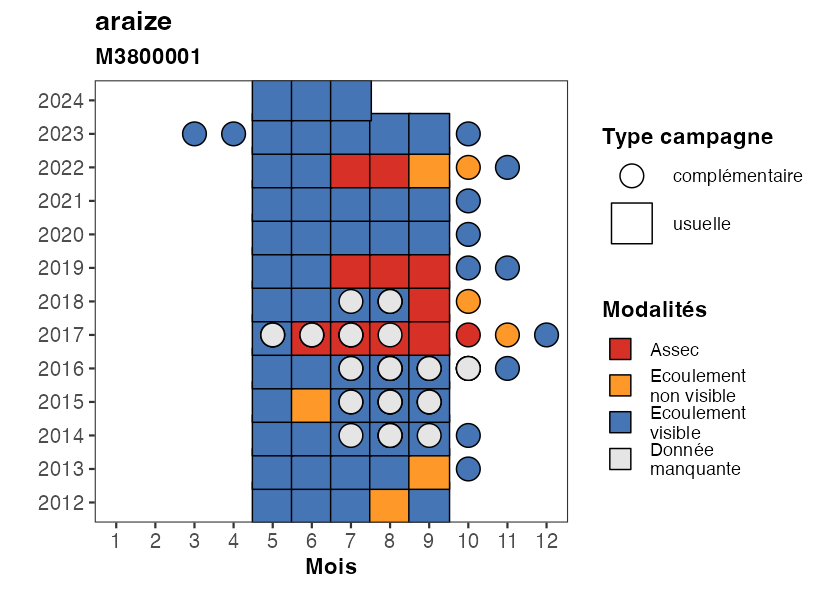 araize
M3800001
2024
2023
2022
2021
2020
2019
2018
2017
2016
2015
2014
2013
2012
1 2 3 4 5 6 7 8 9 10 11 12
Mois
Type campagne
complémentaire
usuelle
Modalités
Assec
Ecoulement
non visible
Ecoulement
visible
Donnée
manquante